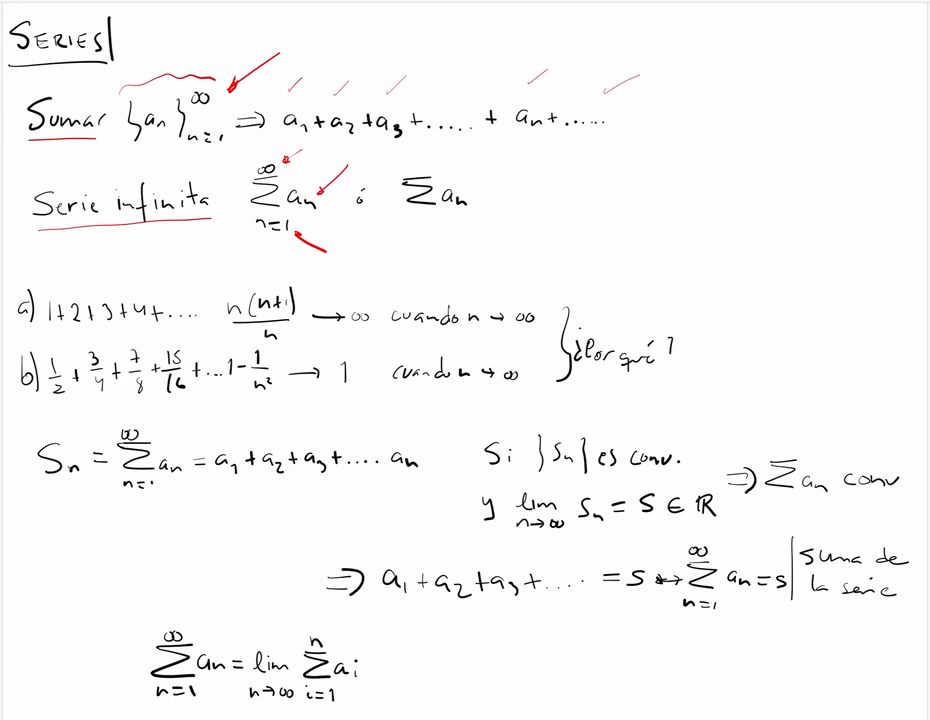 SERIES
Sumar {an}_{n=1}^{∞} ⇒ a₁ + a₂ + a₃ + ..... + aₙ + ......
Serie infinita ∑_{n=1}^{∞} aₙ ó ∑ aₙ
a) 1+2+3+4+.... n(n+1)/n → ∞ cuando n → ∞
b) 1/2 + 3/4 + 7/8 + 15/16 + ... 1 - 1/n² → 1 cuando n → ∞
¿Por qué?
Sₙ = ∑_{n=1}^{∞} aₙ = a₁ + a₂ + a₃ + .... aₙ
Si {Sₙ} es conv.
y lim_{n→∞} Sₙ = S ∈ ℝ
⇒ ∑ aₙ conv
⇒ a₁ + a₂ + a₃ + .... = S ↔ ∑_{n=1}^{∞} aₙ = S
suma de
la serie
∑_{n=1}^{∞} aₙ = lim_{n→∞} ∑_{i=1}^{n} aᵢ